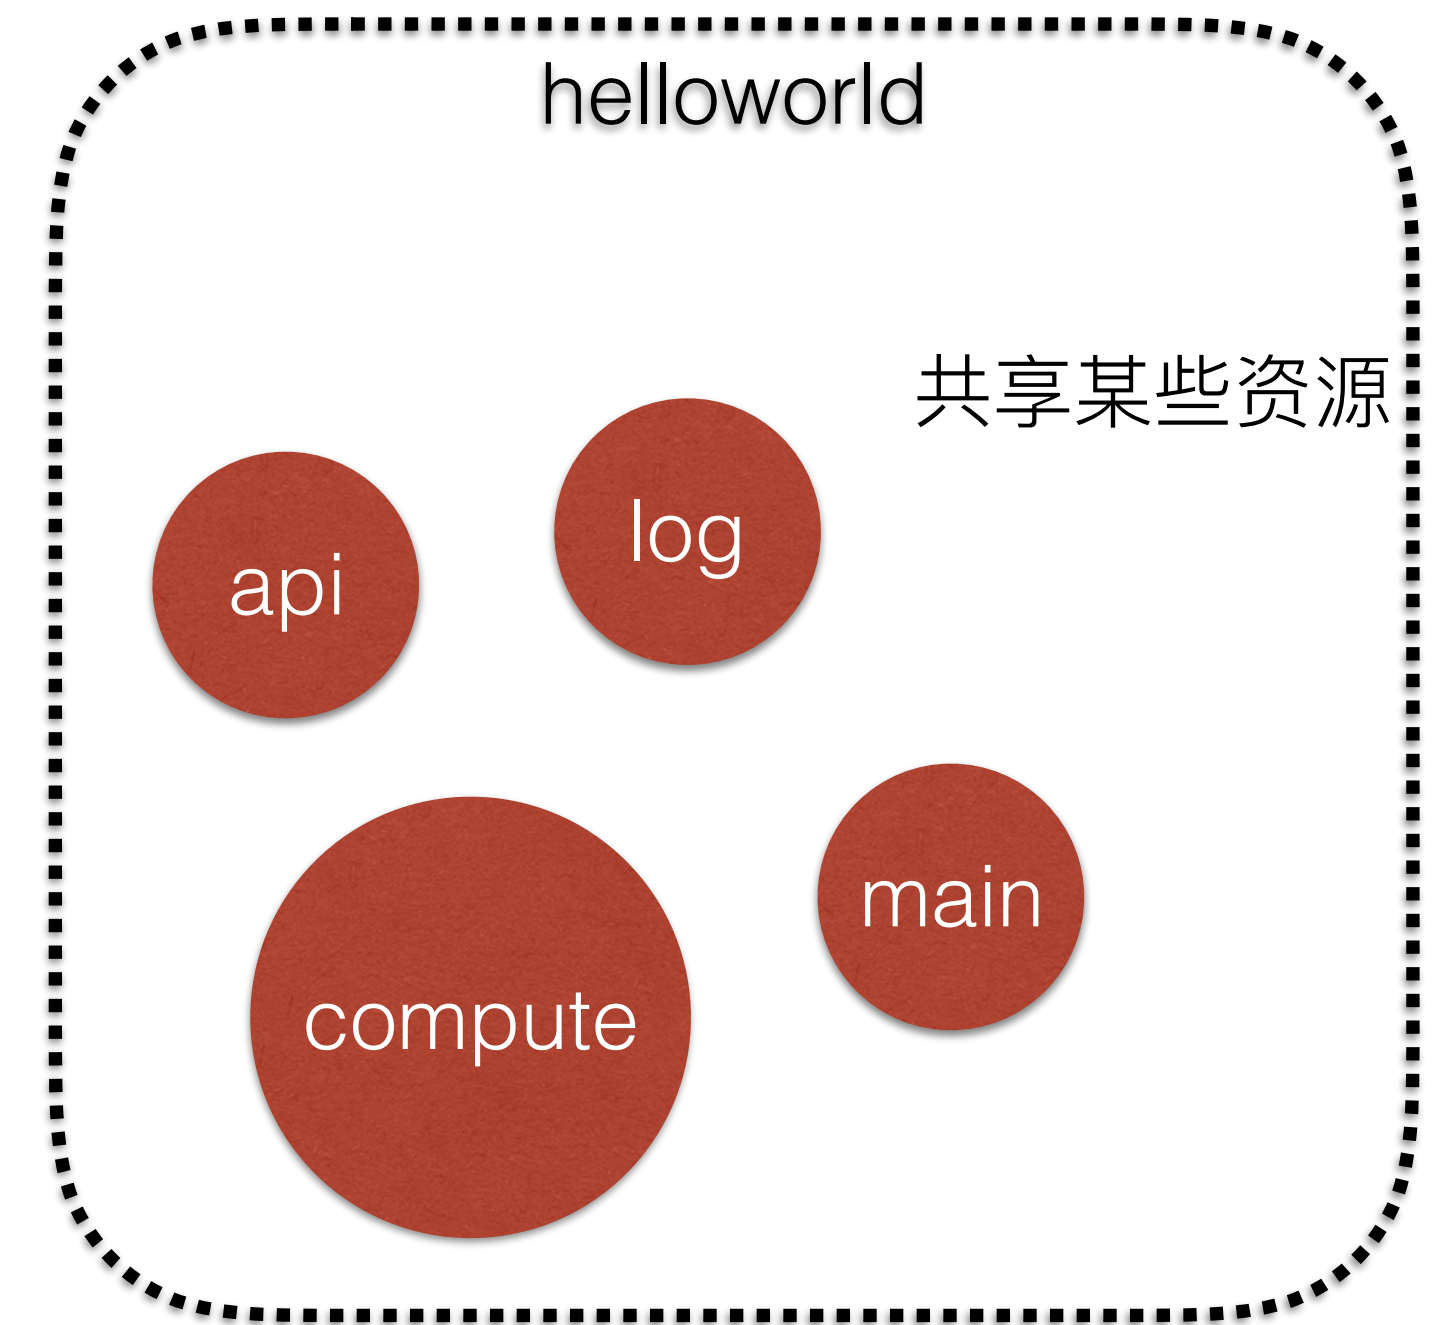 helloworld
共享某些资源
log
api
main
compute